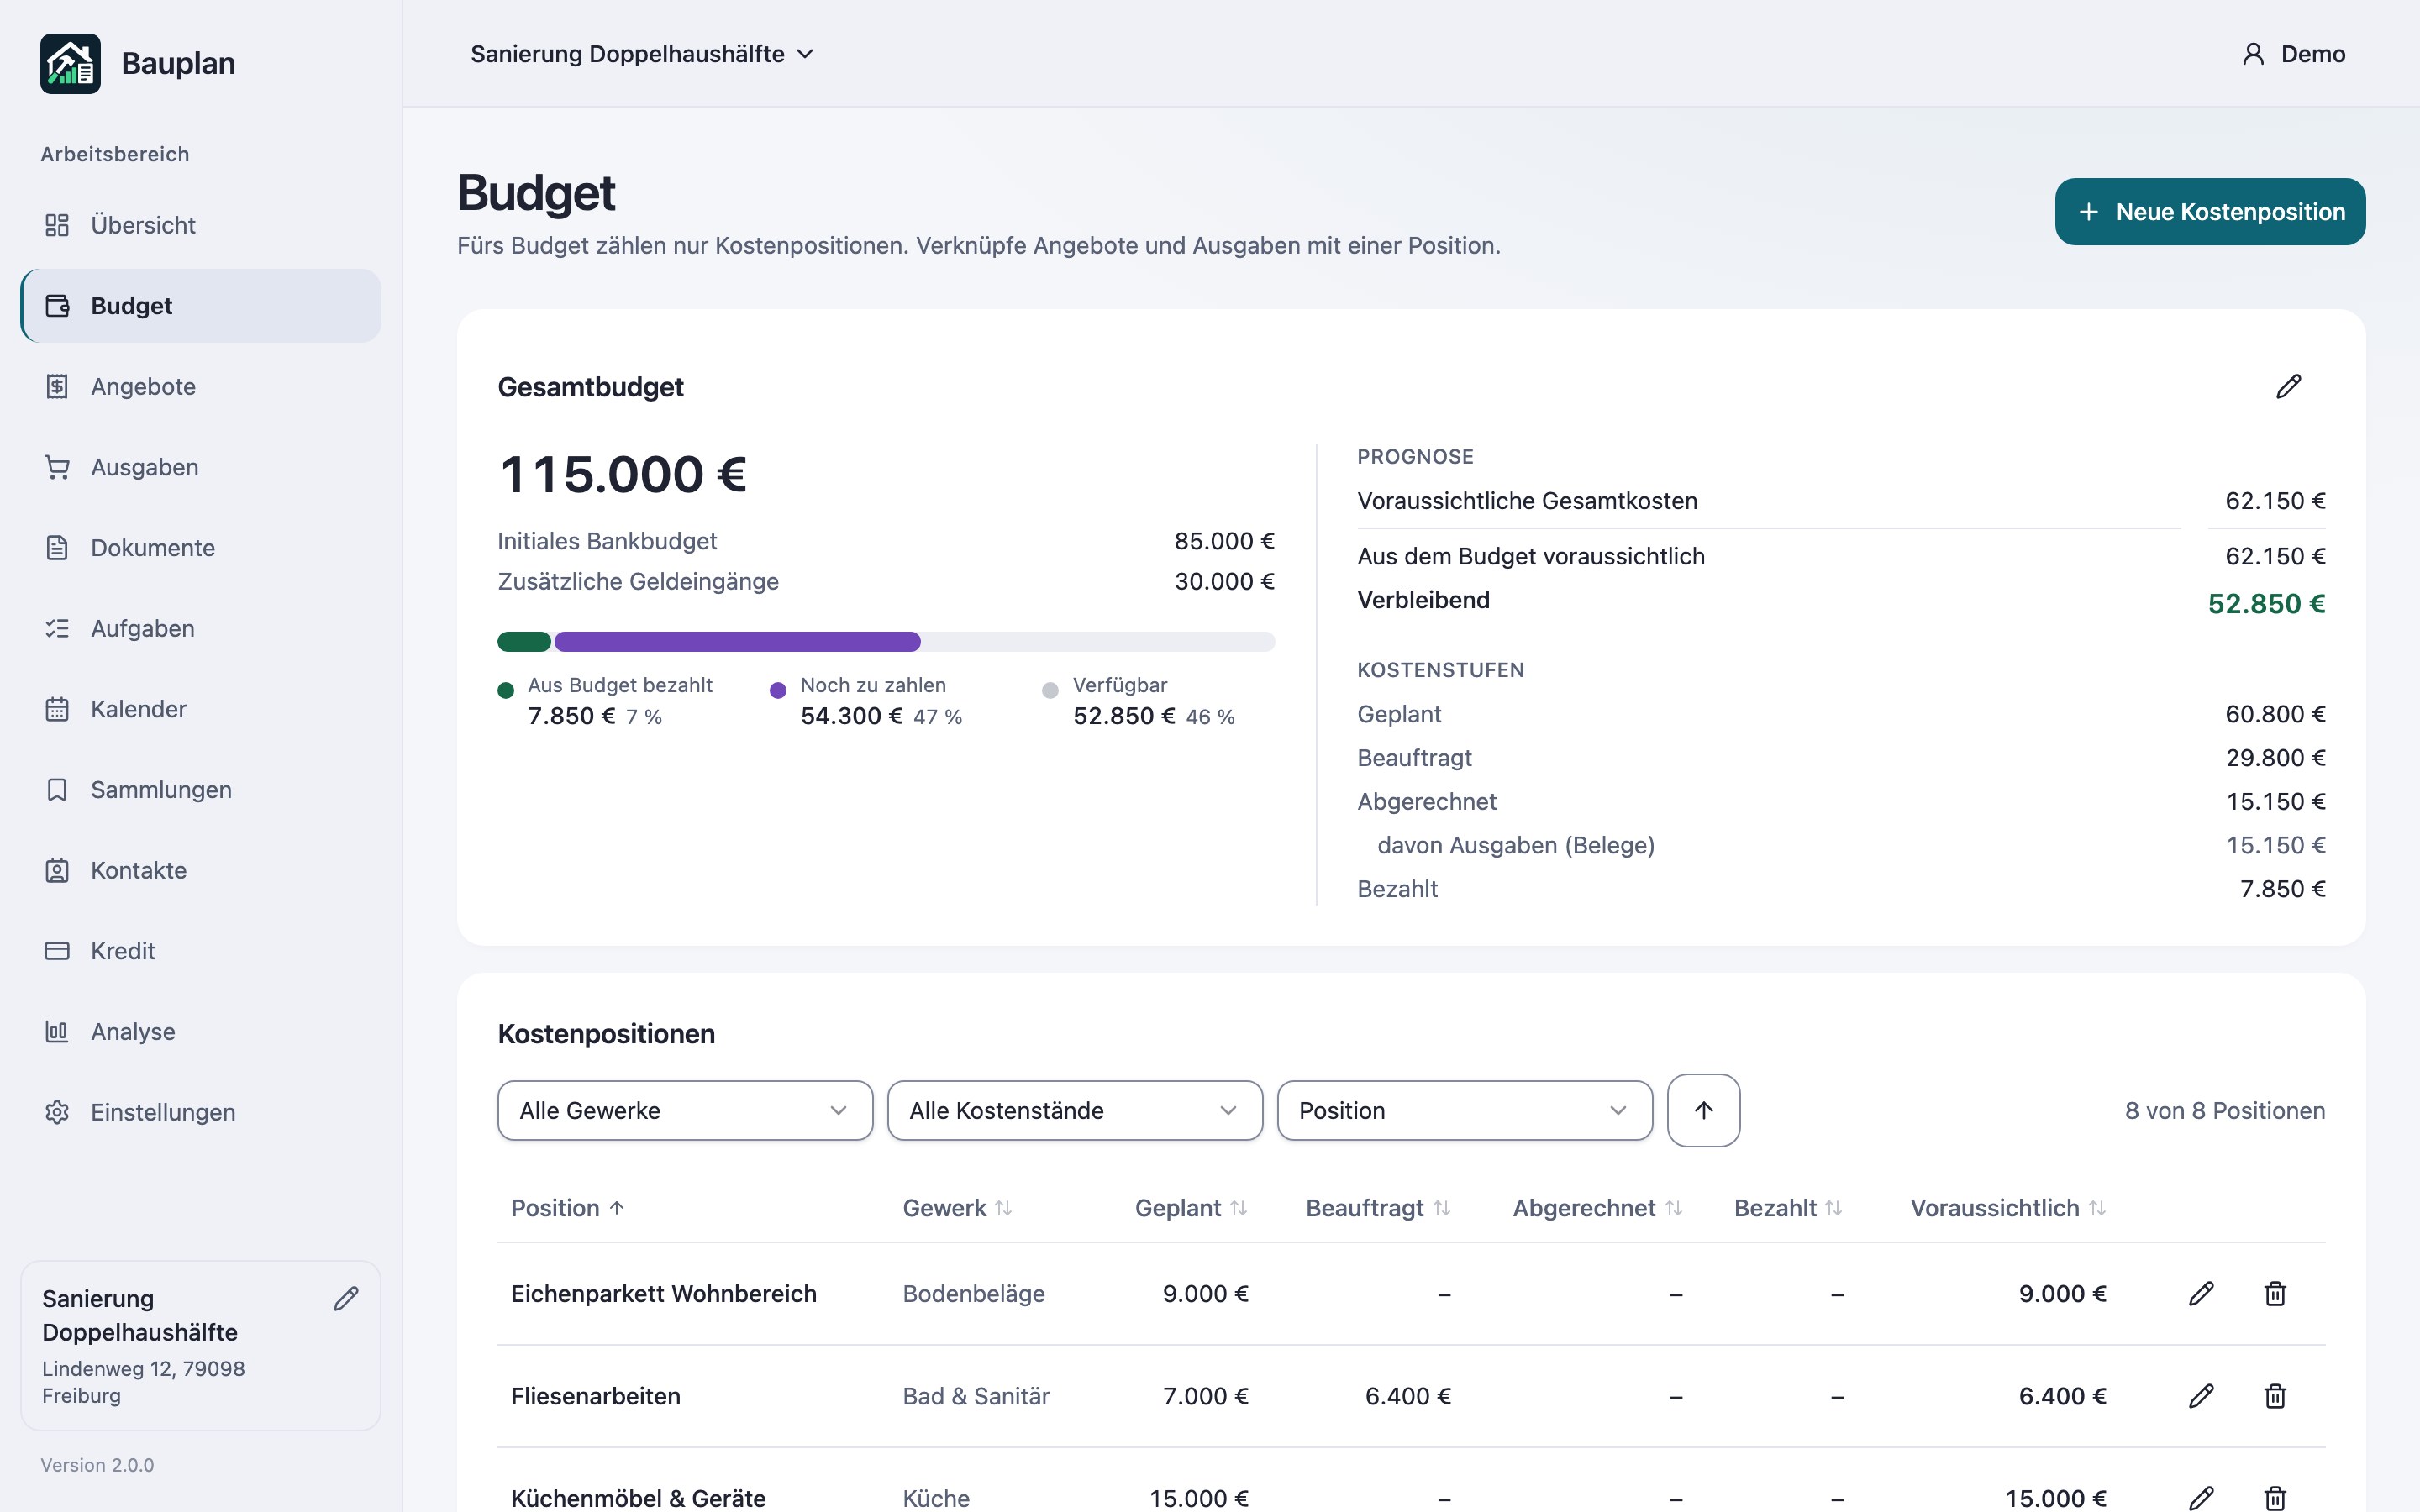 Bauplan
Arbeitsbereich
Übersicht
Budget
Angebote
Ausgaben
Dokumente
Aufgaben
Kalender
Sammlungen
Kontakte
Kredit
Analyse
Einstellungen
Sanierung
Doppelhaushälfte
Lindenweg 12, 79098
Freiburg
Version 2.0.0
Sanierung Doppelhaushälfte
Demo
Budget
Fürs Budget zählen nur Kostenpositionen. Verknüpfe Angebote und Ausgaben mit einer Position.
+ Neue Kostenposition
Gesamtbudget
115.000 €
Initiales Bankbudget 85.000 €
Zusätzliche Geldeingänge 30.000 €
Aus Budget bezahlt
7.850 € 7 %
Noch zu zahlen
54.300 € 47 %
Verfügbar
52.850 € 46 %
PROGNOSE
Voraussichtliche Gesamtkosten 62.150 €
Aus dem Budget voraussichtlich 62.150 €
Verbleibend 52.850 €
KOSTENSTUFEN
Geplant 60.800 €
Beauftragt 29.800 €
Abgerechnet 15.150 €
davon Ausgaben (Belege) 15.150 €
Bezahlt 7.850 €
Kostenpositionen
Alle Gewerke Alle Kostenstände Position 8 von 8 Positionen
Position Gewerk Geplant Beauftragt Abgerechnet Bezahlt Voraussichtlich
Eichenparkett Wohnbereich Bodenbeläge 9.000 € – – – 9.000 €
Fliesenarbeiten Bad & Sanitär 7.000 € 6.400 € – – 6.400 €
Küchenmöbel & Geräte Küche 15.000 € – – – 15.000 €